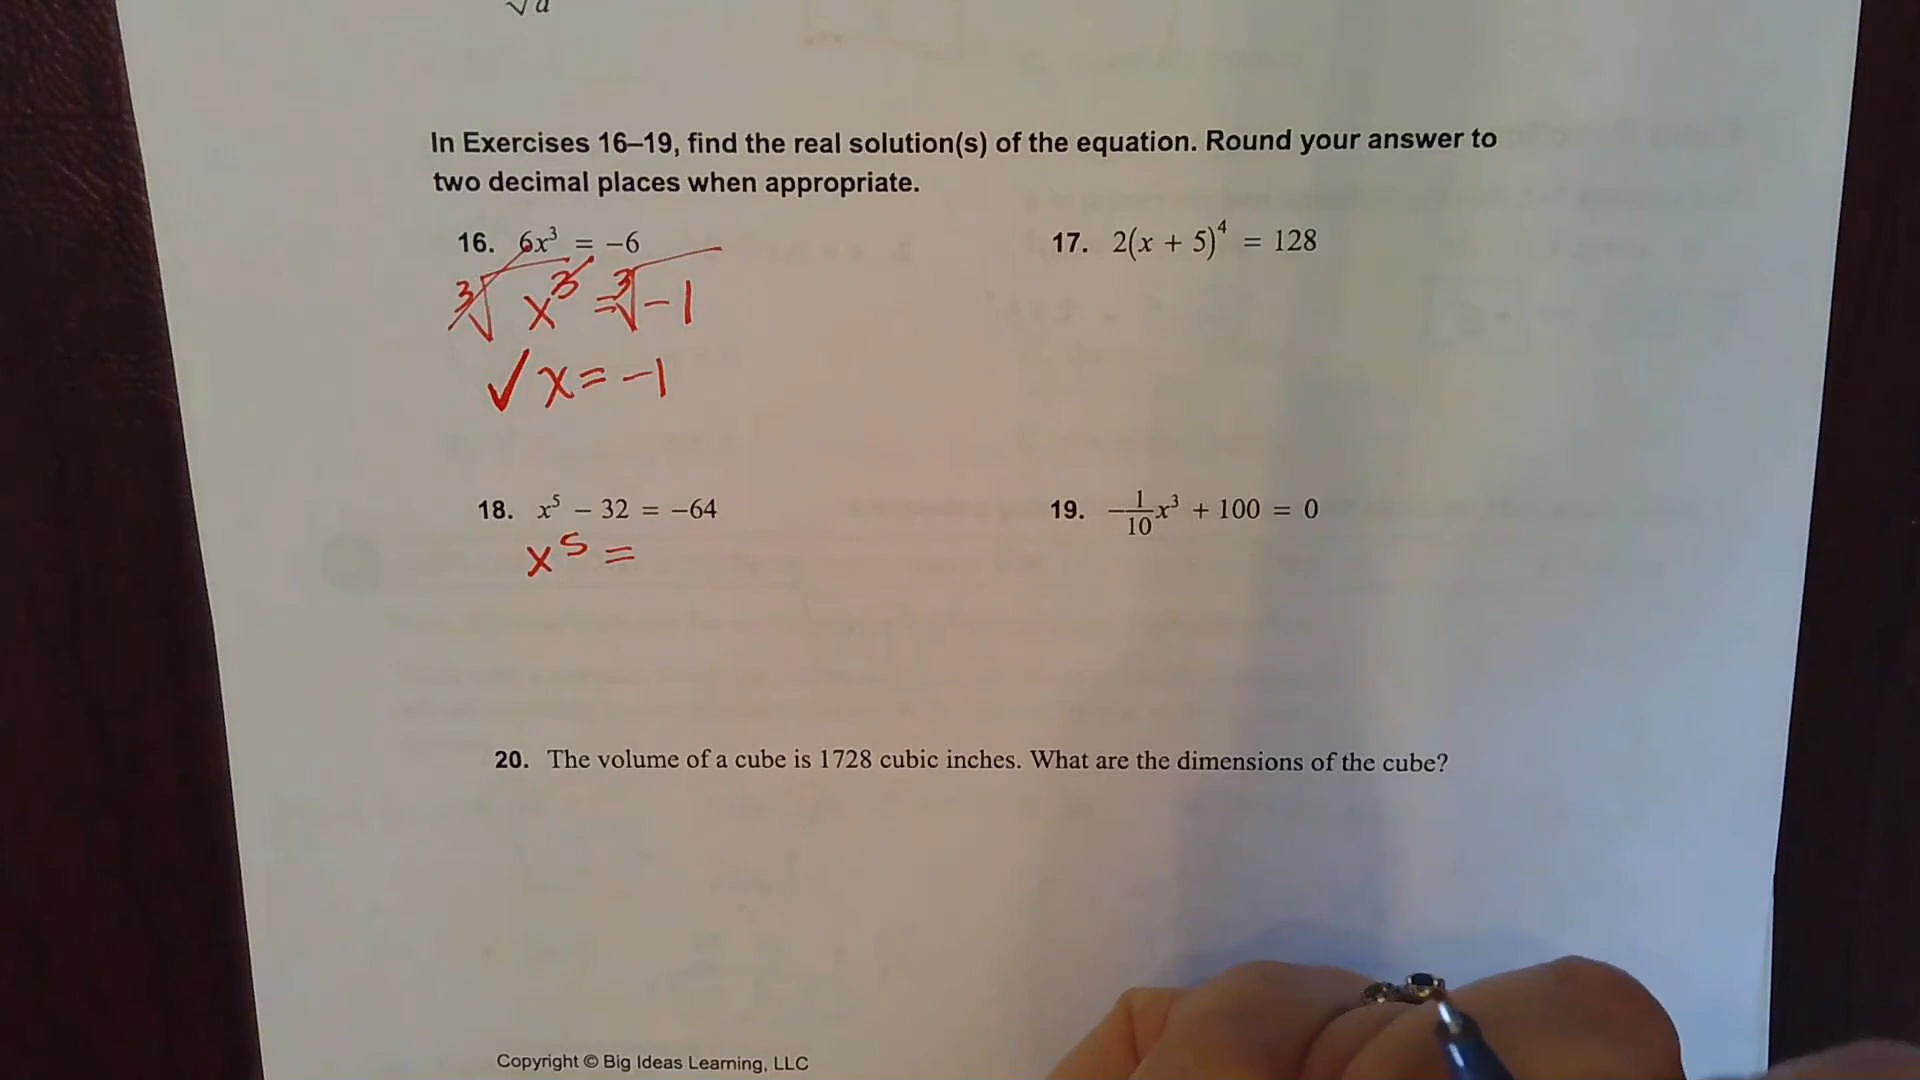 √a
In Exercises 16–19, find the real solution(s) of the equation. Round your answer to
two decimal places when appropriate.
16. 6x³ = −6
∛x³ = ∛−1
✓ x = −1
17. 2(x + 5)⁴ = 128
18. x⁵ − 32 = −64
x⁵ =
19. −1/10 x³ + 100 = 0
20. The volume of a cube is 1728 cubic inches. What are the dimensions of the cube?
Copyright © Big Ideas Learning, LLC